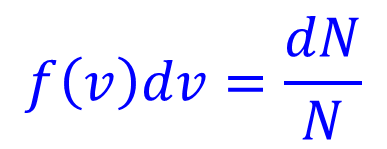 f(v)dv = dN/N